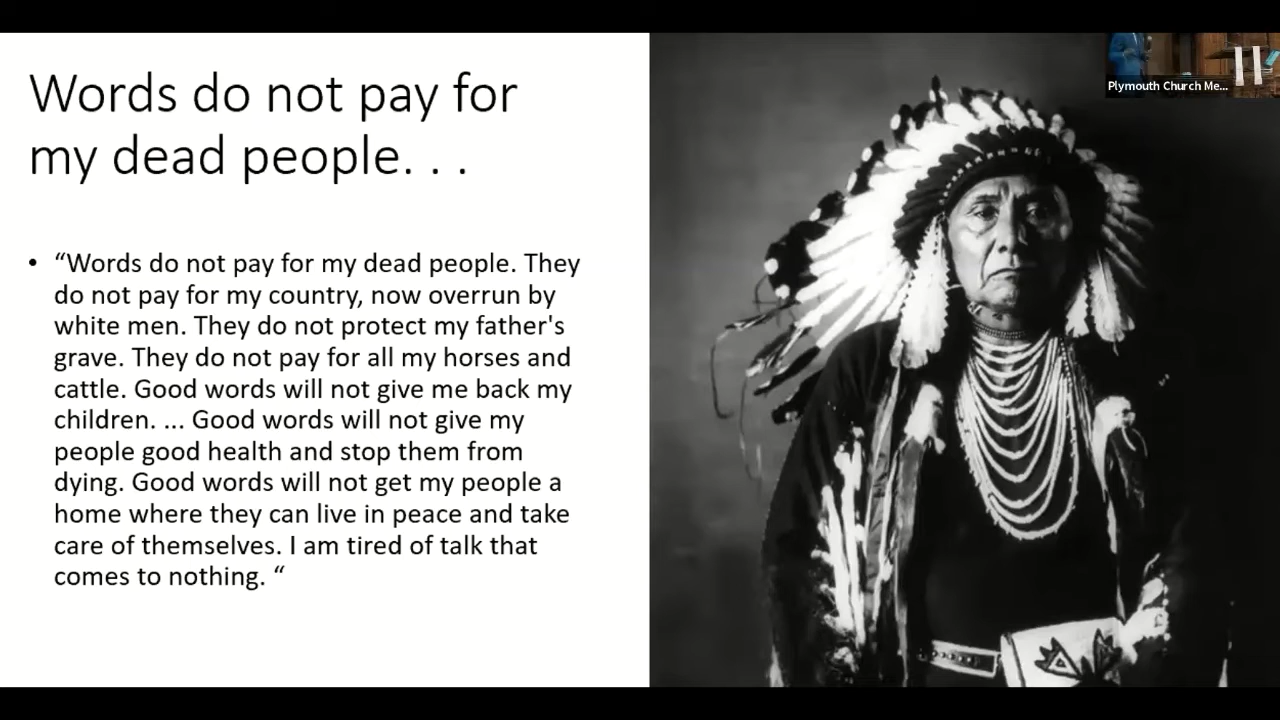 Words do not pay for
my dead people. . .
• “Words do not pay for my dead people. They
do not pay for my country, now overrun by
white men. They do not protect my father's
grave. They do not pay for all my horses and
cattle. Good words will not give me back my
children. ... Good words will not give my
people good health and stop them from
dying. Good words will not get my people a
home where they can live in peace and take
care of themselves. I am tired of talk that
comes to nothing. “
Plymouth Church Me...